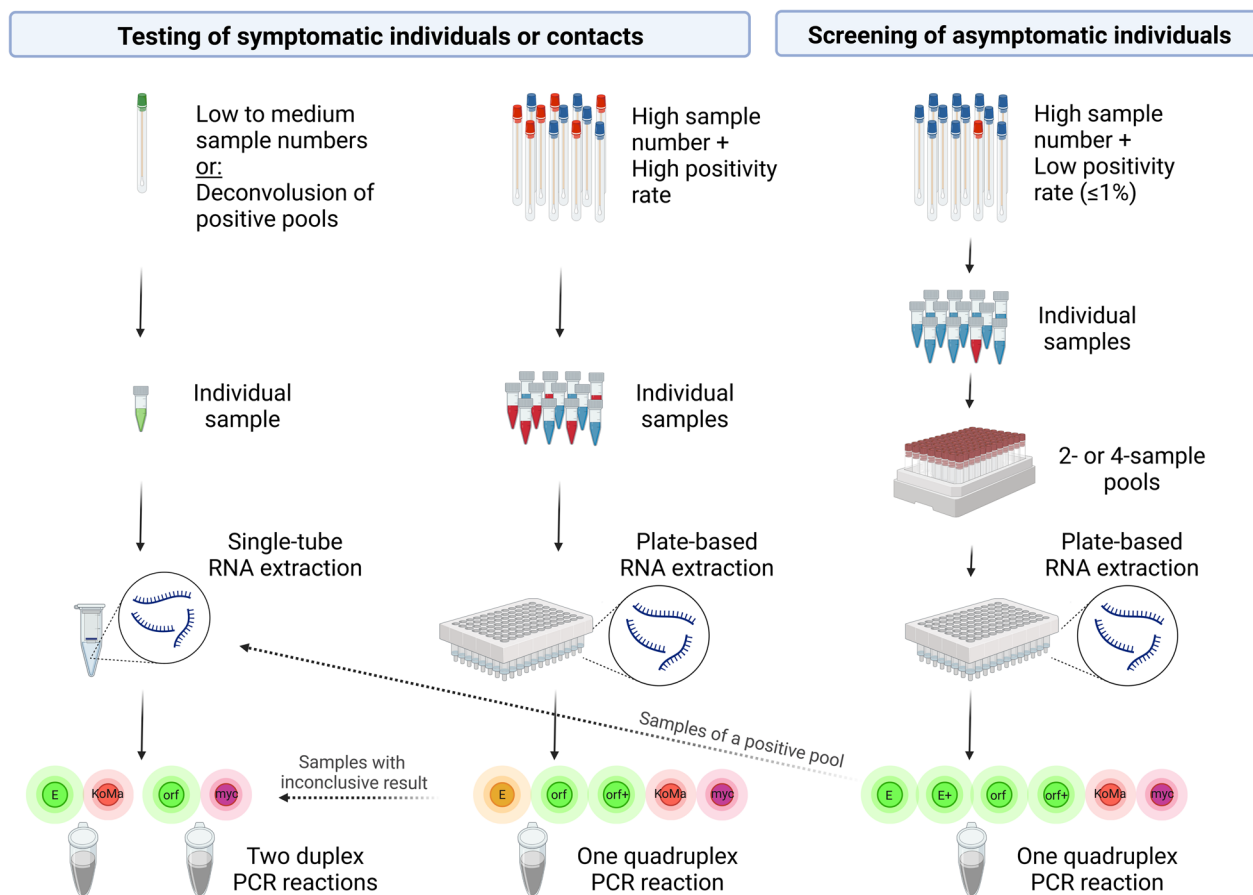 Testing of symptomatic individuals or contacts
Screening of asymptomatic individuals
Low to medium
sample numbers
or:
Deconvolusion of
positive pools
High sample
number +
High positivity
rate
High sample
number +
Low positivity
rate (≤1%)
Individual
samples
Individual
sample
Individual
samples
2- or 4-sample
pools
Single-tube
RNA extraction
Plate-based
RNA extraction
Plate-based
RNA extraction
Samples of a positive pool
Samples with
inconclusive result
E
KoMa
orf
myc
E
orf
orf+
KoMa
myc
E
E+
orf
orf+
KoMa
myc
Two duplex
PCR reactions
One quadruplex
PCR reaction
One quadruplex
PCR reaction